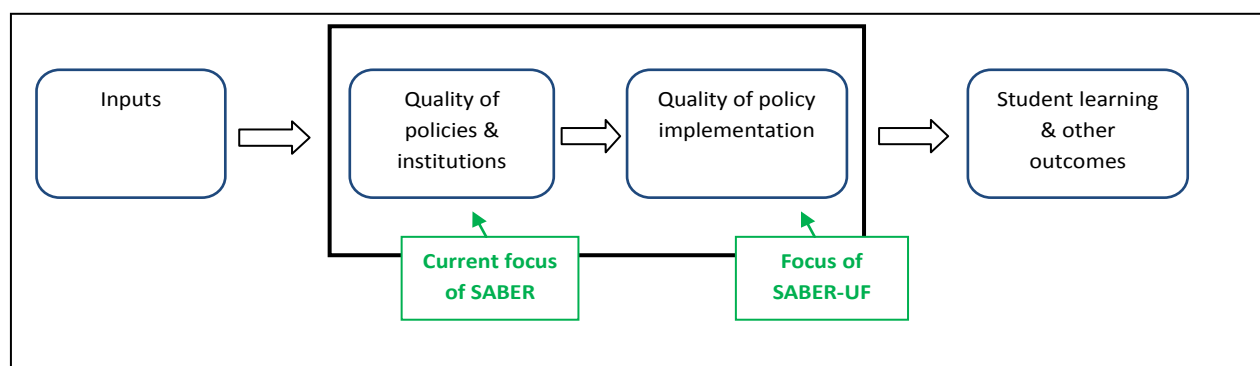 Inputs
Quality of
policies &
institutions
Quality of policy
implementation
Student learning
& other
outcomes
Current focus
of SABER
Focus of
SABER-UF